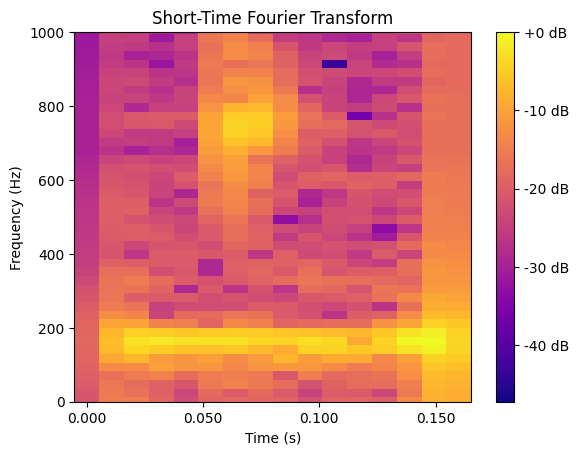 Short-Time Fourier Transform
1000
800
600
400
200
0
Frequency (Hz)
0.000
0.050
0.100
0.150
Time (s)
+0 dB
-10 dB
-20 dB
-30 dB
-40 dB